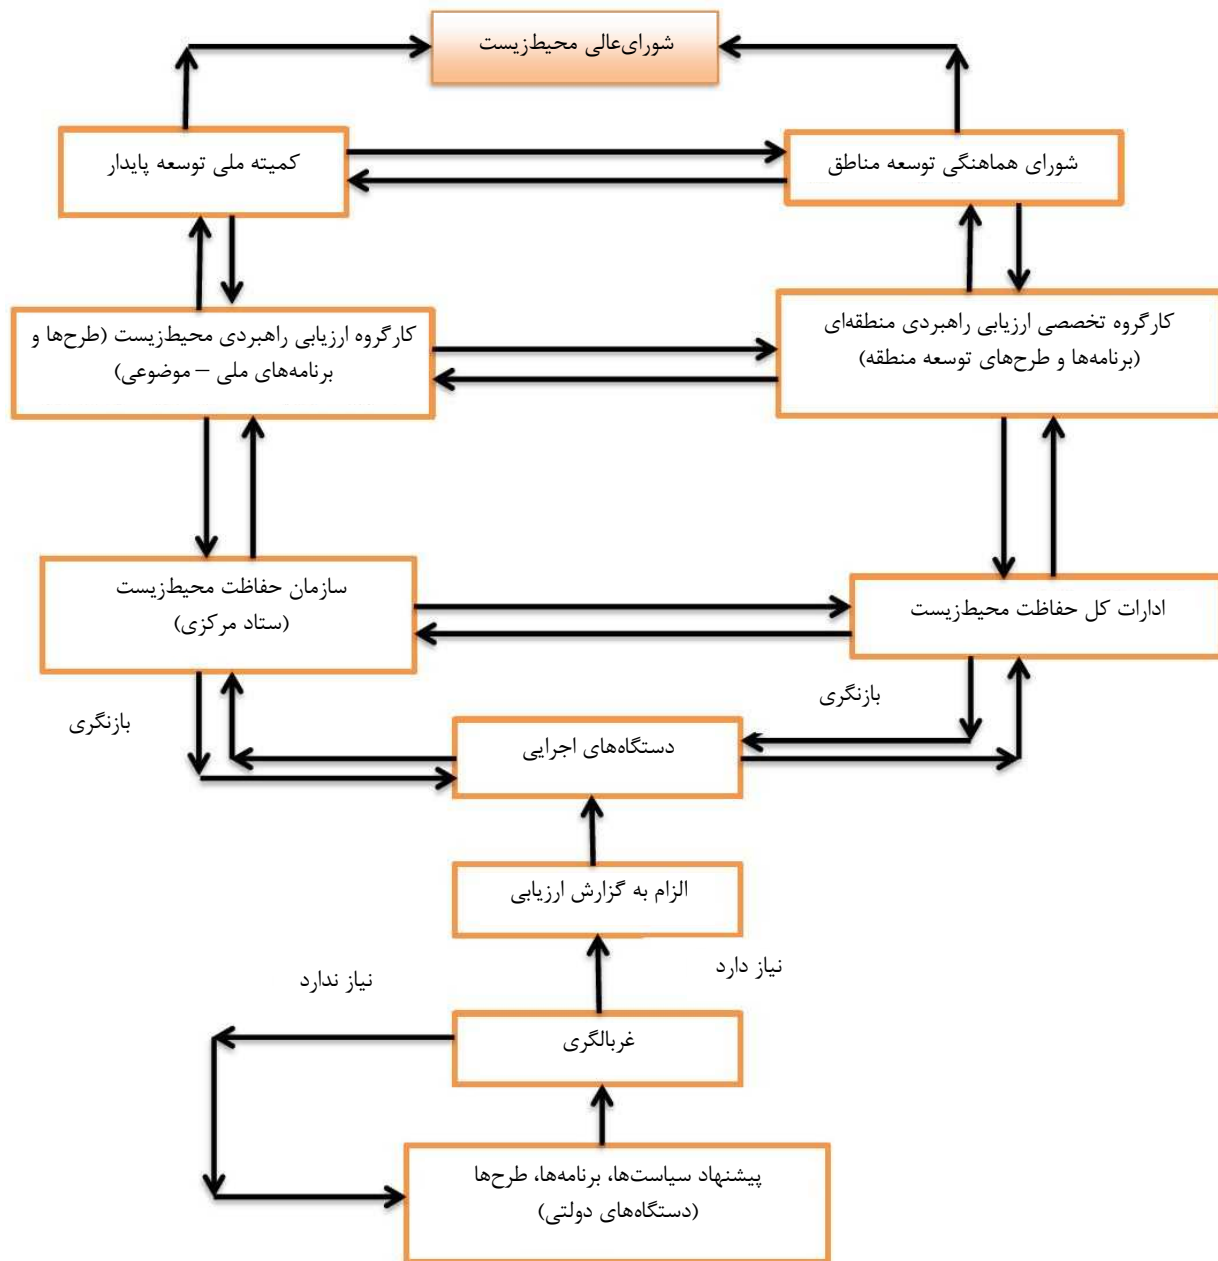 شورای‌عالی محیط‌زیست
شورای هماهنگی توسعه مناطق
کمیته ملی توسعه پایدار
کارگروه تخصصی ارزیابی راهبردی منطقه‌ای
(برنامه‌ها و طرح‌های توسعه منطقه)
کارگروه ارزیابی راهبردی محیط‌زیست (طرح‌ها و
برنامه‌های ملی – موضوعی)
ادارات کل حفاظت محیط‌زیست
سازمان حفاظت محیط‌زیست
(ستاد مرکزی)
بازنگری
بازنگری
دستگاه‌های اجرایی
الزام به گزارش ارزیابی
نیاز دارد
نیاز ندارد
غربالگری
پیشنهاد سیاست‌ها، برنامه‌ها، طرح‌ها
(دستگاه‌های دولتی)